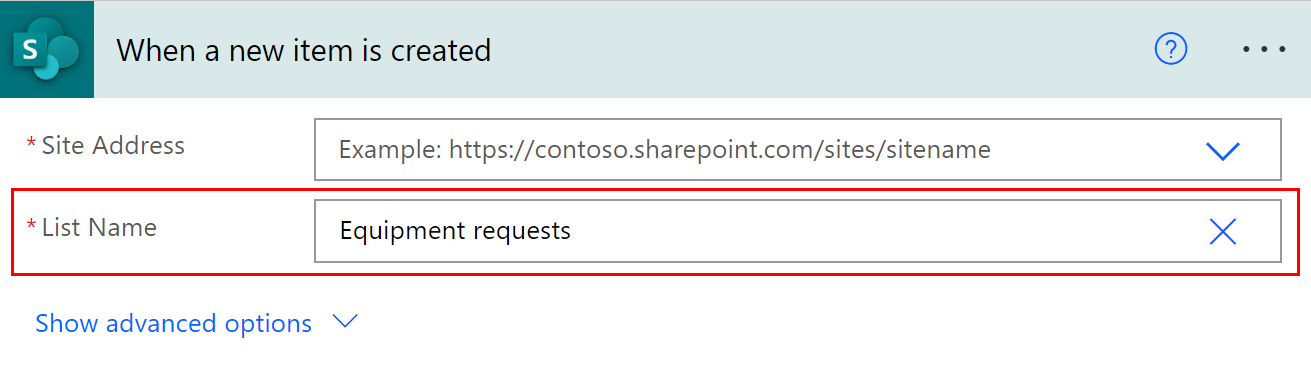 S
When a new item is created
* Site Address
Example: https://contoso.sharepoint.com/sites/sitename
* List Name
Equipment requests
Show advanced options